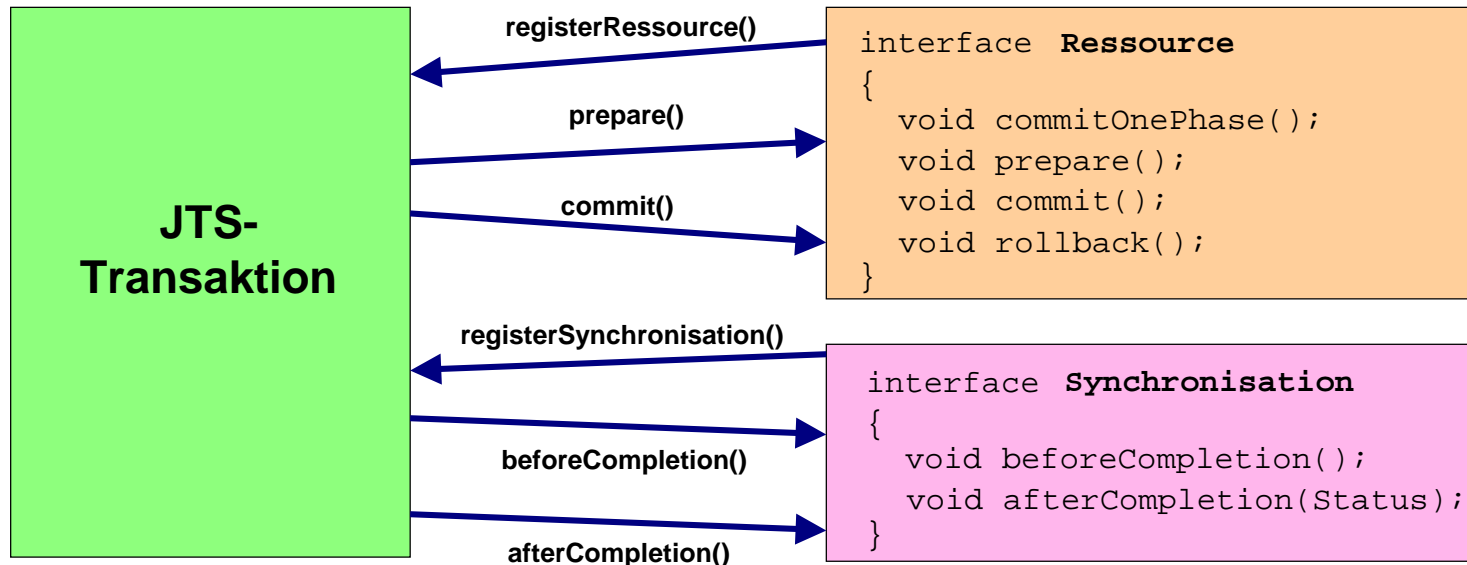 JTS-
Transaktion
registerRessource()
prepare()
commit()
registerSynchronisation()
beforeCompletion()
afterCompletion()
interface Ressource
{
void commitOnePhase();
void prepare();
void commit();
void rollback();
}
interface Synchronisation
{
void beforeCompletion();
void afterCompletion(Status);
}